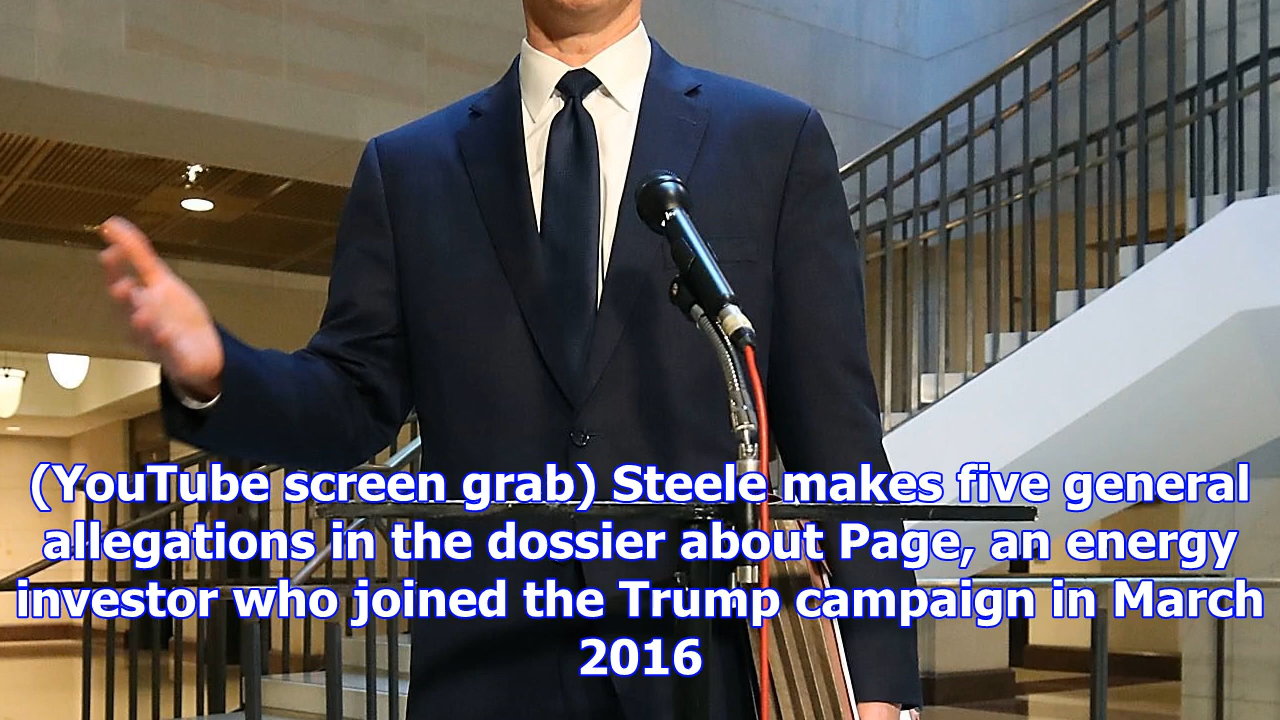 (YouTube screen grab) Steele makes five general
allegations in the dossier about Page, an energy
investor who joined the Trump campaign in March
2016